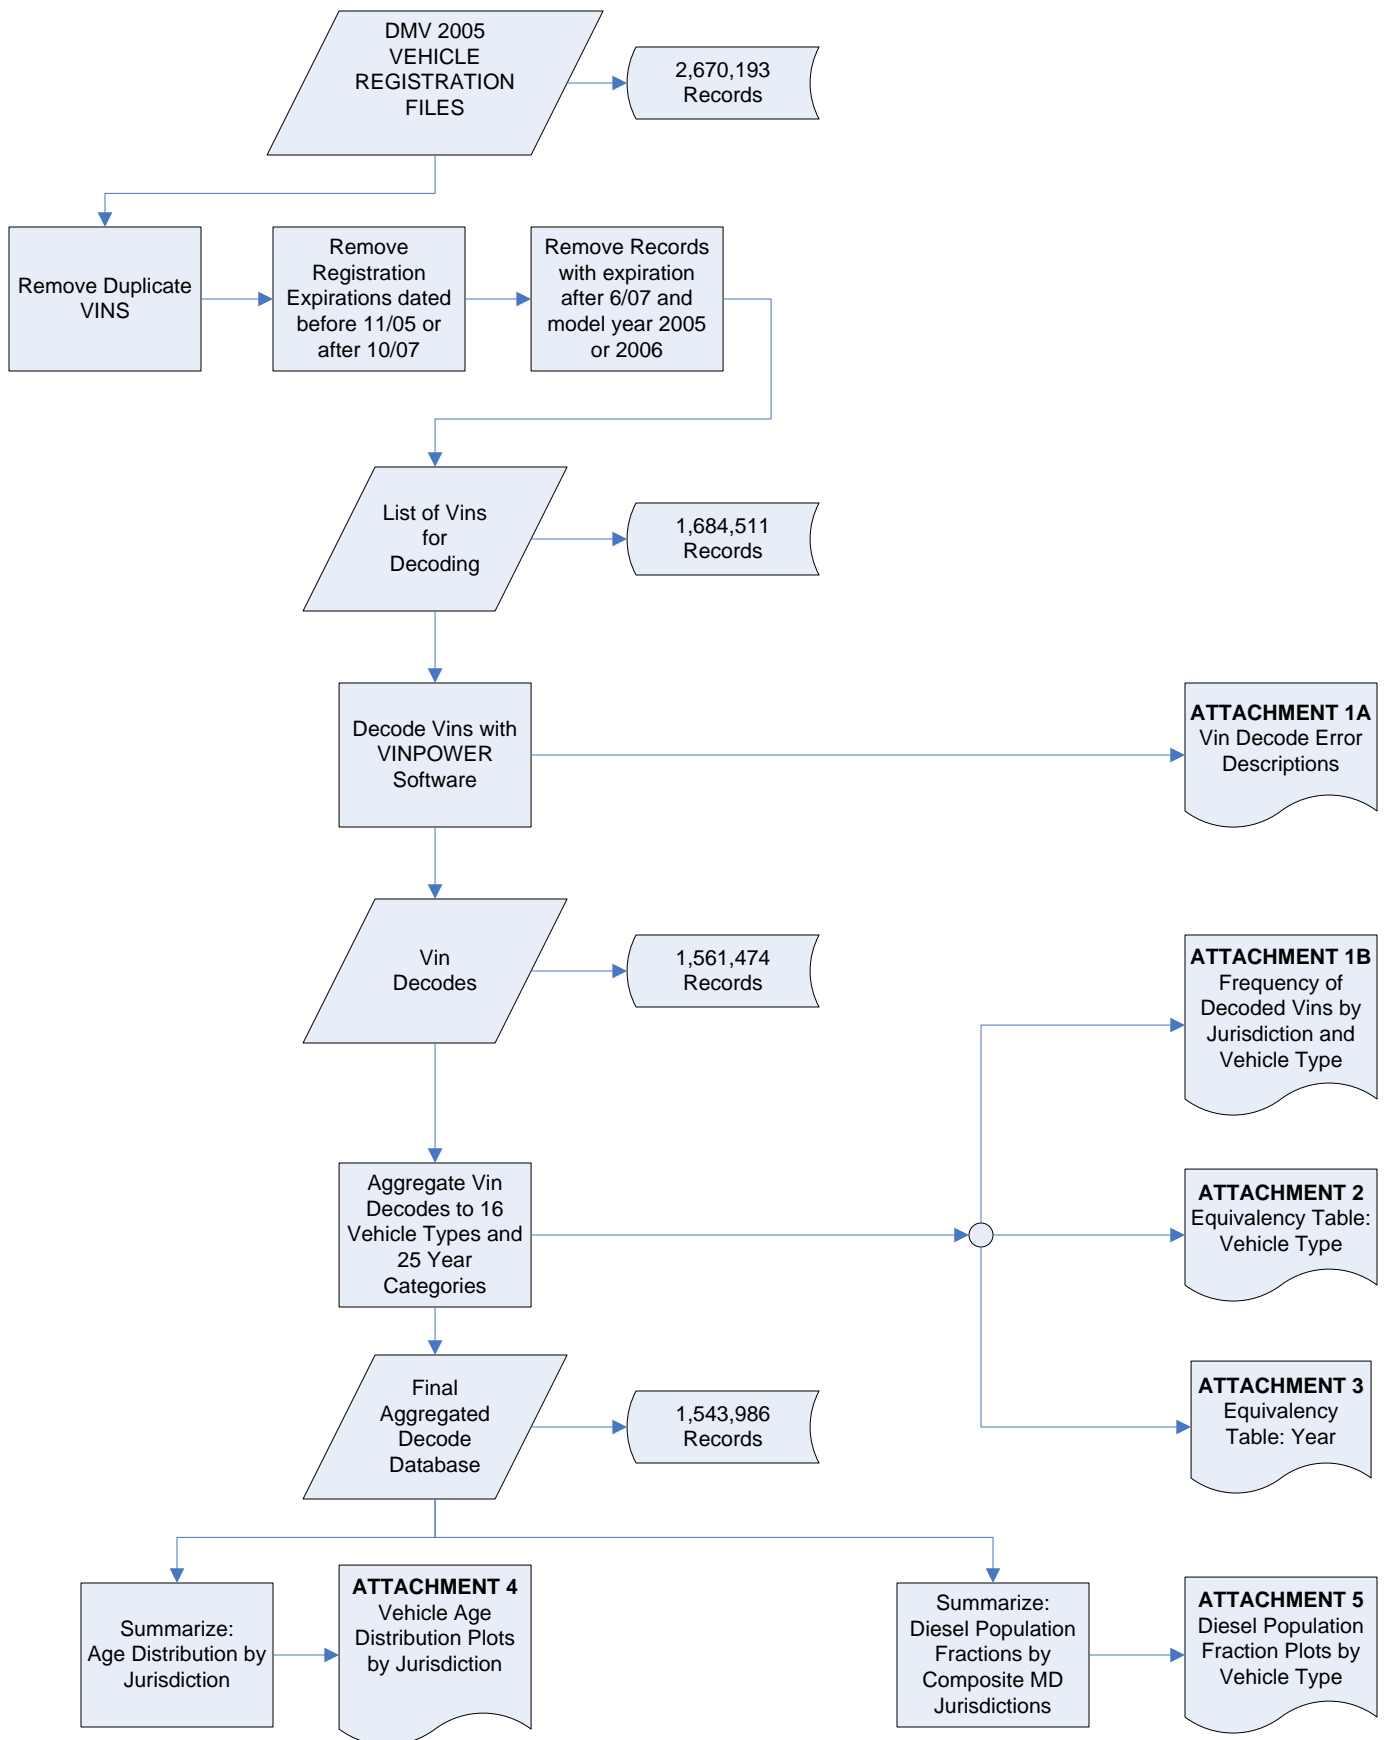 DMV 2005
VEHICLE
REGISTRATION
FILES
2,670,193
Records
Remove Duplicate
VINS
Remove
Registration
Expirations dated
before 11/05 or
after 10/07
Remove Records
with expiration
after 6/07 and
model year 2005
or 2006
List of Vins
for
Decoding
1,684,511
Records
Decode Vins with
VINPOWER
Software
ATTACHMENT 1A
Vin Decode Error
Descriptions
Vin
Decodes
1,561,474
Records
ATTACHMENT 1B
Frequency of
Decoded Vins by
Jurisdiction and
Vehicle Type
Aggregate Vin
Decodes to 16
Vehicle Types and
25 Year
Categories
ATTACHMENT 2
Equivalency Table:
Vehicle Type
ATTACHMENT 3
Equivalency
Table: Year
Final
Aggregated
Decode
Database
1,543,986
Records
Summarize:
Age Distribution by
Jurisdiction
ATTACHMENT 4
Vehicle Age
Distribution Plots
by Jurisdiction
Summarize:
Diesel Population
Fractions by
Composite MD
Jurisdictions
ATTACHMENT 5
Diesel Population
Fraction Plots by
Vehicle Type